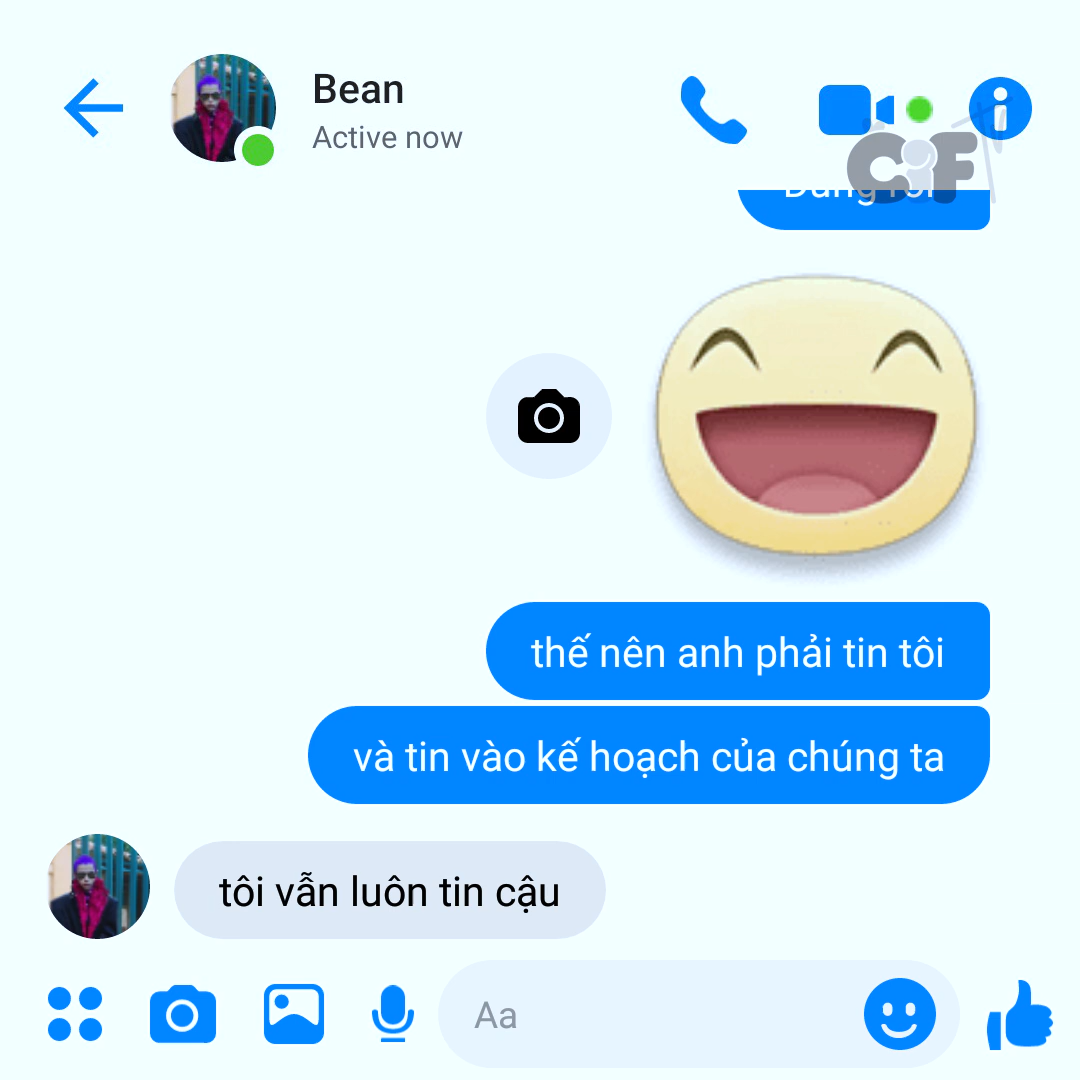 Bean
Active now
CiF
thế nên anh phải tin tôi
và tin vào kế hoạch của chúng ta
tôi vẫn luôn tin cậu
Aa